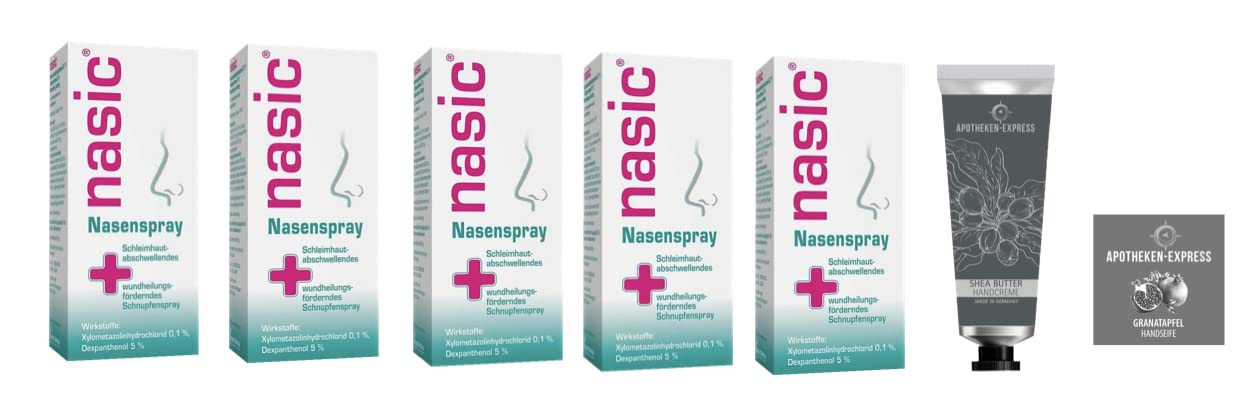 nasic®
Nasenspray
Schleimhaut-
abschwellendes
wundheilungs-
förderndes
Schnupfenspray
Wirkstoffe:
Xylometazolinhydrochlorid 0,1 %,
Dexpanthenol 5 %
nasic®
Nasenspray
Schleimhaut-
abschwellendes
wundheilungs-
förderndes
Schnupfenspray
Wirkstoffe:
Xylometazolinhydrochlorid 0,1 %,
Dexpanthenol 5 %
nasic®
Nasenspray
Schleimhaut-
abschwellendes
wundheilungs-
förderndes
Schnupfenspray
Wirkstoffe:
Xylometazolinhydrochlorid 0,1 %,
Dexpanthenol 5 %
nasic®
Nasenspray
Schleimhaut-
abschwellendes
wundheilungs-
förderndes
Schnupfenspray
Wirkstoffe:
Xylometazolinhydrochlorid 0,1 %,
Dexpanthenol 5 %
nasic®
Nasenspray
Schleimhaut-
abschwellendes
wundheilungs-
förderndes
Schnupfenspray
Wirkstoffe:
Xylometazolinhydrochlorid 0,1 %,
Dexpanthenol 5 %
APOTHEKEN-EXPRESS
SHEA BUTTER
HANDCREME
MADE IN GERMANY
APOTHEKEN-EXPRESS
GRANATAPFEL
HANDSEIFE